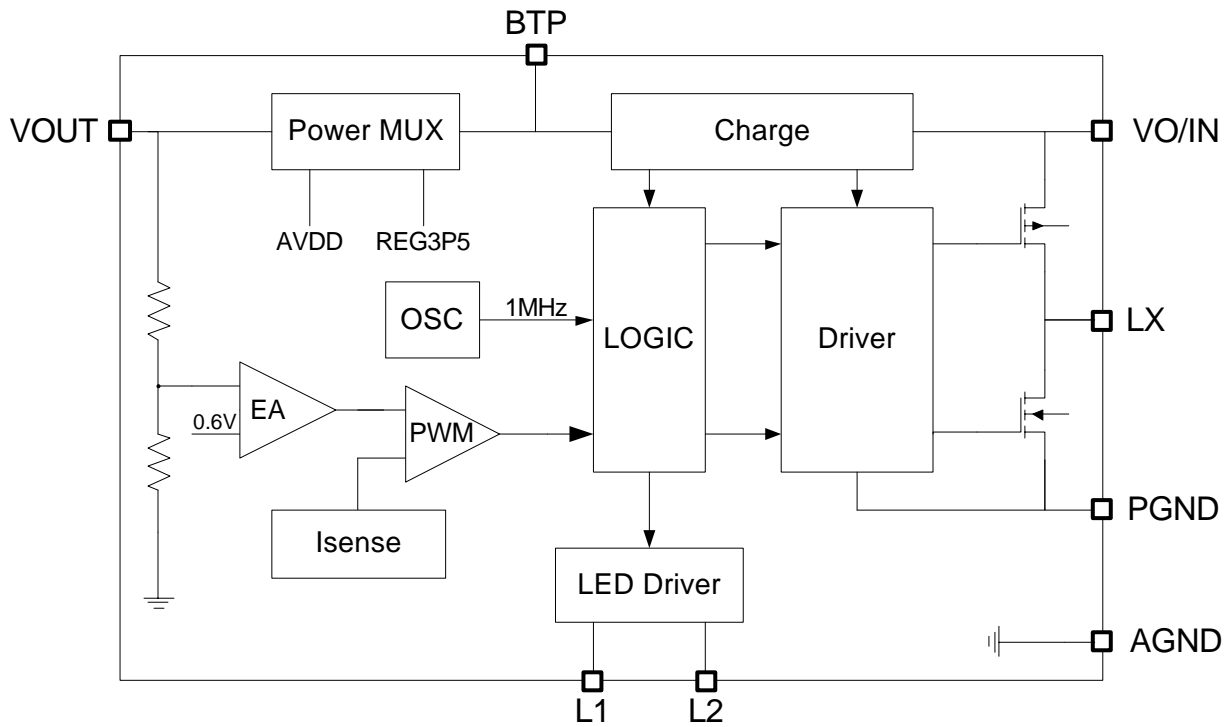 BTP
VOUT
Power MUX
Charge
VO/IN
AVDD
REG3P5
OSC
1MHz
LOGIC
Driver
LX
EA
0.6V
PWM
Isense
PGND
LED Driver
AGND
L1
L2